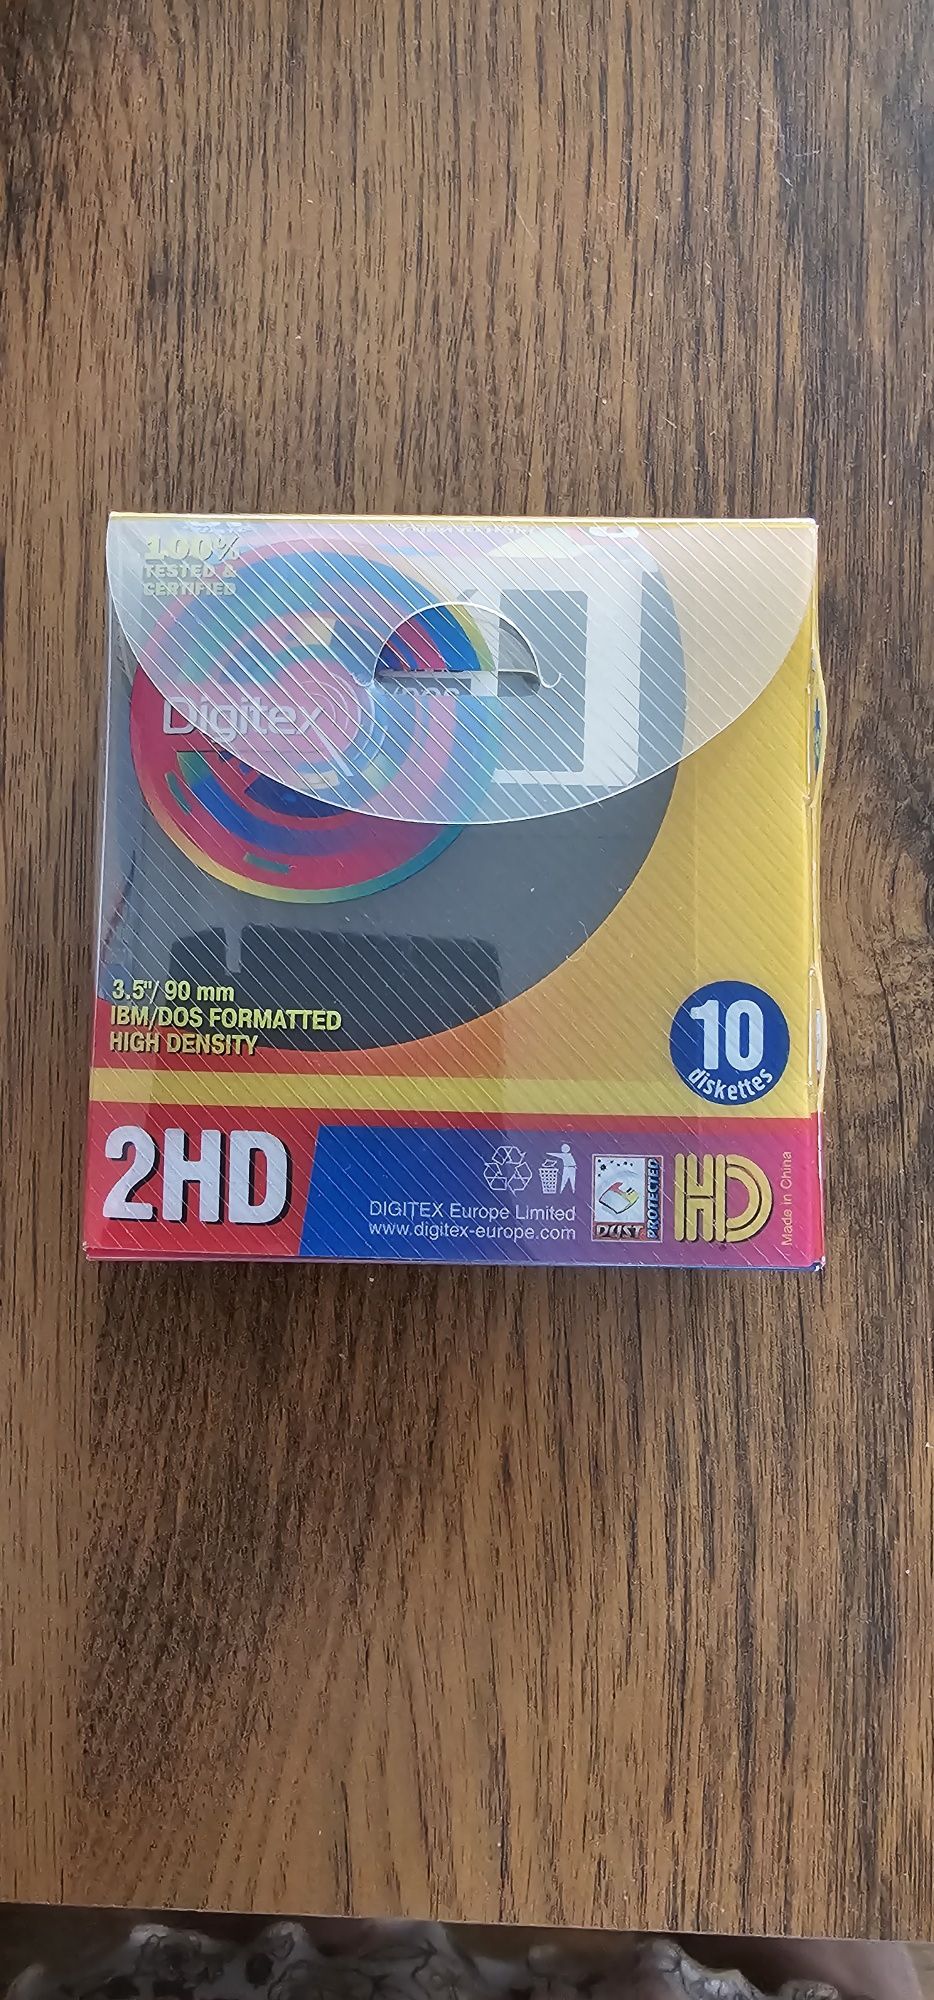 100%
TESTED &
CERTIFIED
Digitex
3.5"/ 90 mm
IBM/DOS FORMATTED
HIGH DENSITY
10
diskettes
2HD
DIGITEX Europe Limited
www.digitex-europe.com
DUST
PROTECTED
HD
Made in China